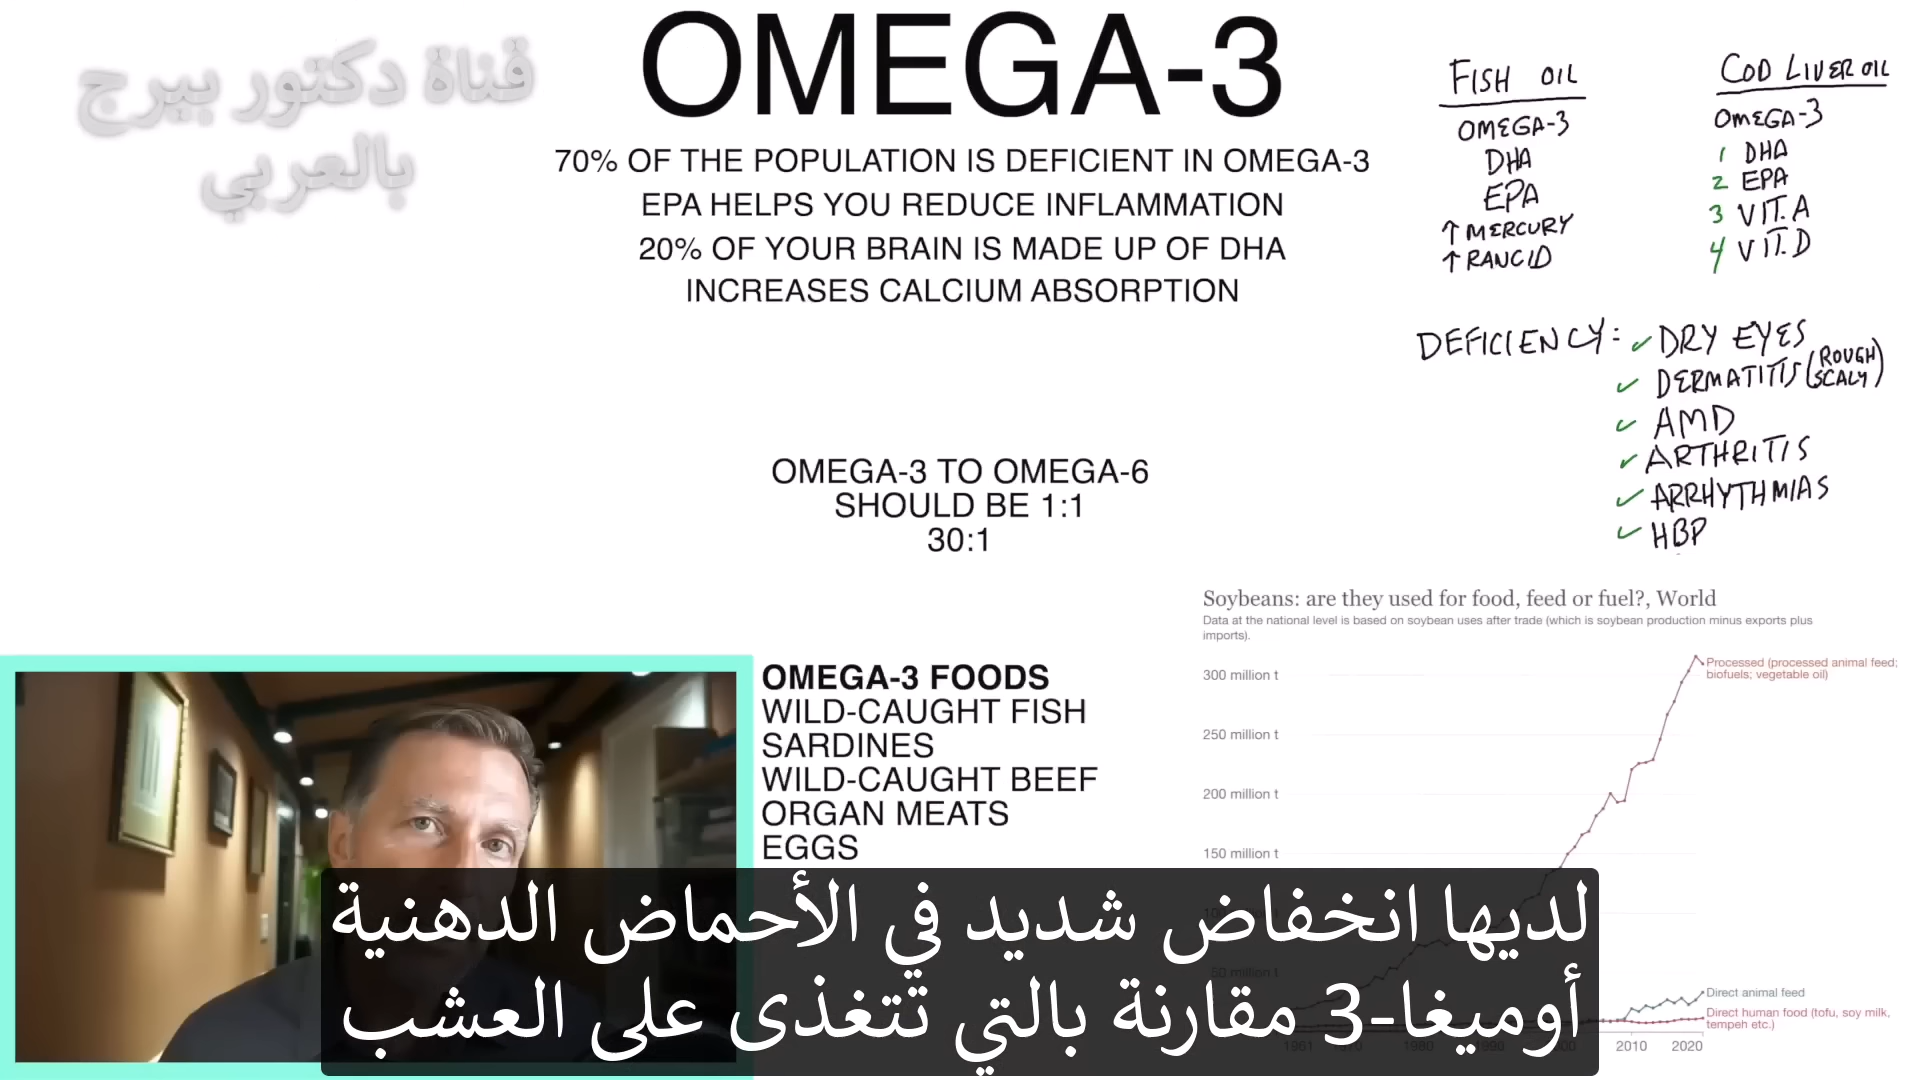 قناة دكتور بيرج
بالعربي
OMEGA-3
70% OF THE POPULATION IS DEFICIENT IN OMEGA-3
EPA HELPS YOU REDUCE INFLAMMATION
20% OF YOUR BRAIN IS MADE UP OF DHA
INCREASES CALCIUM ABSORPTION
FISH OIL
OMEGA-3
DHA
EPA
↑ MERCURY
↑ RANCID
COD LIVER OIL
OMEGA-3
1 DHA
2 EPA
3 VIT. A
4 VIT. D
DEFICIENCY: ✓ DRY EYES
✓ DERMATITIS (ROUGH SCALY)
✓ AMD
✓ ARTHRITIS
✓ ARRHYTHMIAS
✓ HBP
OMEGA-3 TO OMEGA-6
SHOULD BE 1:1
30:1
OMEGA-3 FOODS
WILD-CAUGHT FISH
SARDINES
WILD-CAUGHT BEEF
ORGAN MEATS
EGGS
Soybeans: are they used for food, feed or fuel?, World
Data at the national level is based on soybean uses after trade (which is soybean production minus exports plus
imports).
300 million t
250 million t
200 million t
150 million t
50 million t
Processed (processed animal feed;
biofuels; vegetable oil)
Direct animal feed
Direct human food (tofu, soy milk,
tempeh etc.)
1961
1980
1990
2010
2020
لديها انخفاض شديد في الأحماض الدهنية
أوميغا-3 مقارنة بالتي تتغذى على العشب